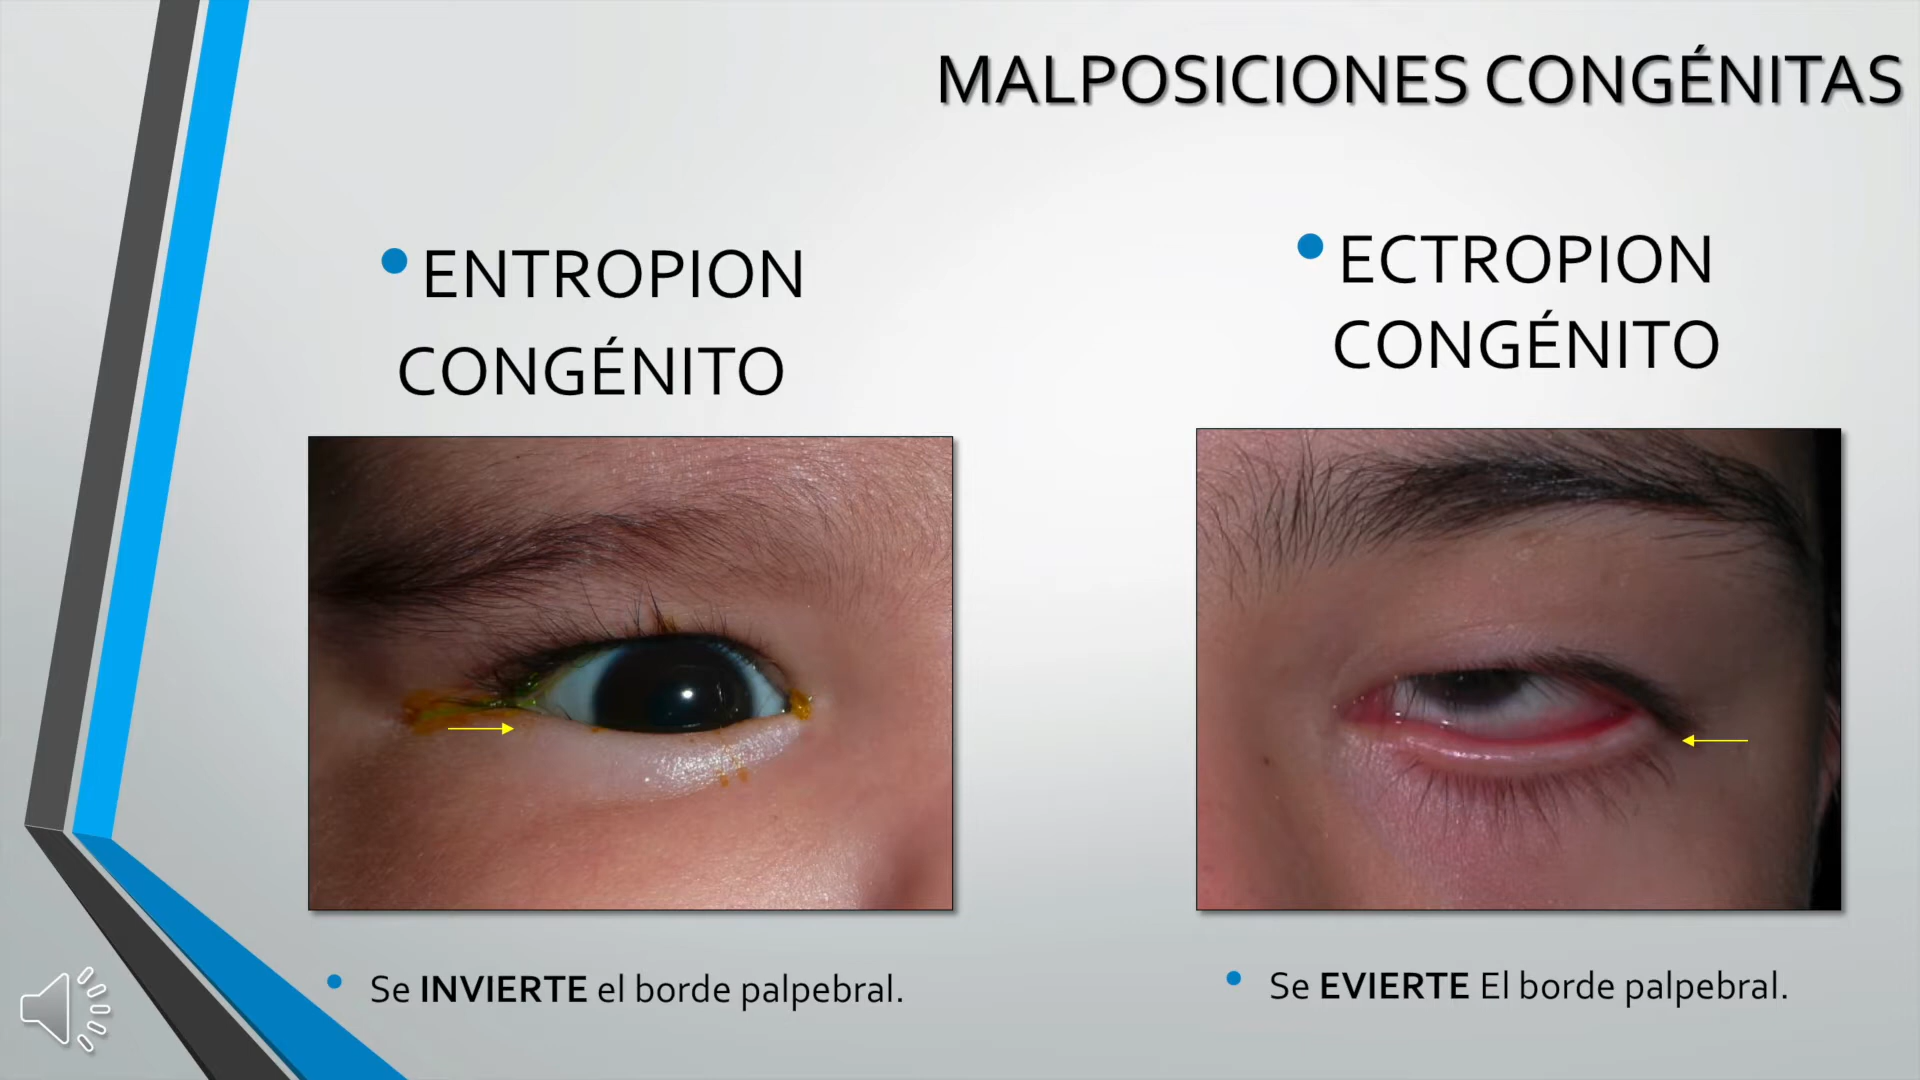 MALPOSICIONES CONGÉNITAS
• ENTROPION
CONGÉNITO
• ECTROPION
CONGÉNITO
• Se INVIERTE el borde palpebral.
• Se EVIERTE El borde palpebral.